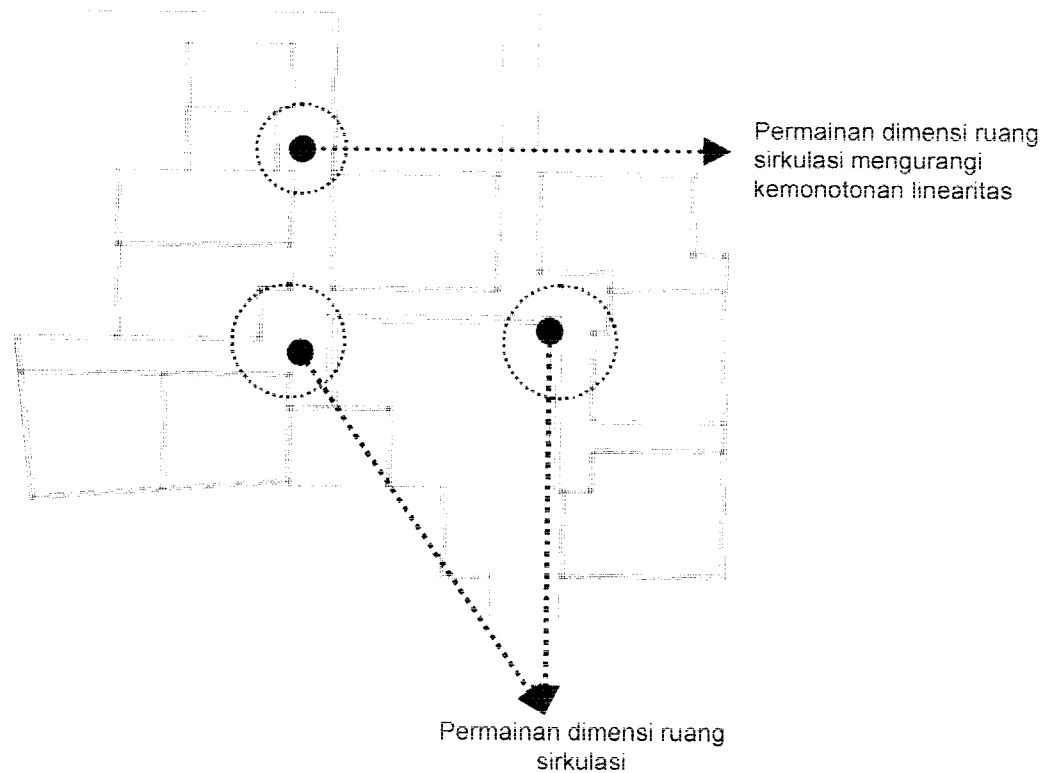 Permainan dimensi ruang
sirkulasi mengurangi
kemonotonan linearitas
Permainan dimensi ruang
sirkulasi